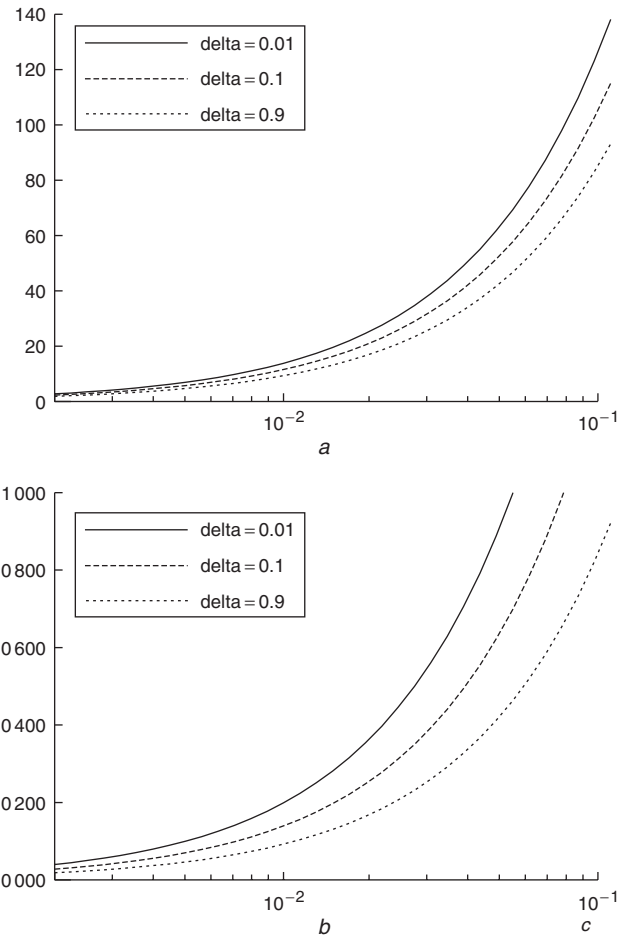 140
120
100
80
60
40
20
0
delta = 0.01
delta = 0.1
delta = 0.9
10⁻²
10⁻¹
a
1 000
0 800
0 600
0 400
0 200
0 000
delta = 0.01
delta = 0.1
delta = 0.9
10⁻²
10⁻¹
b
c